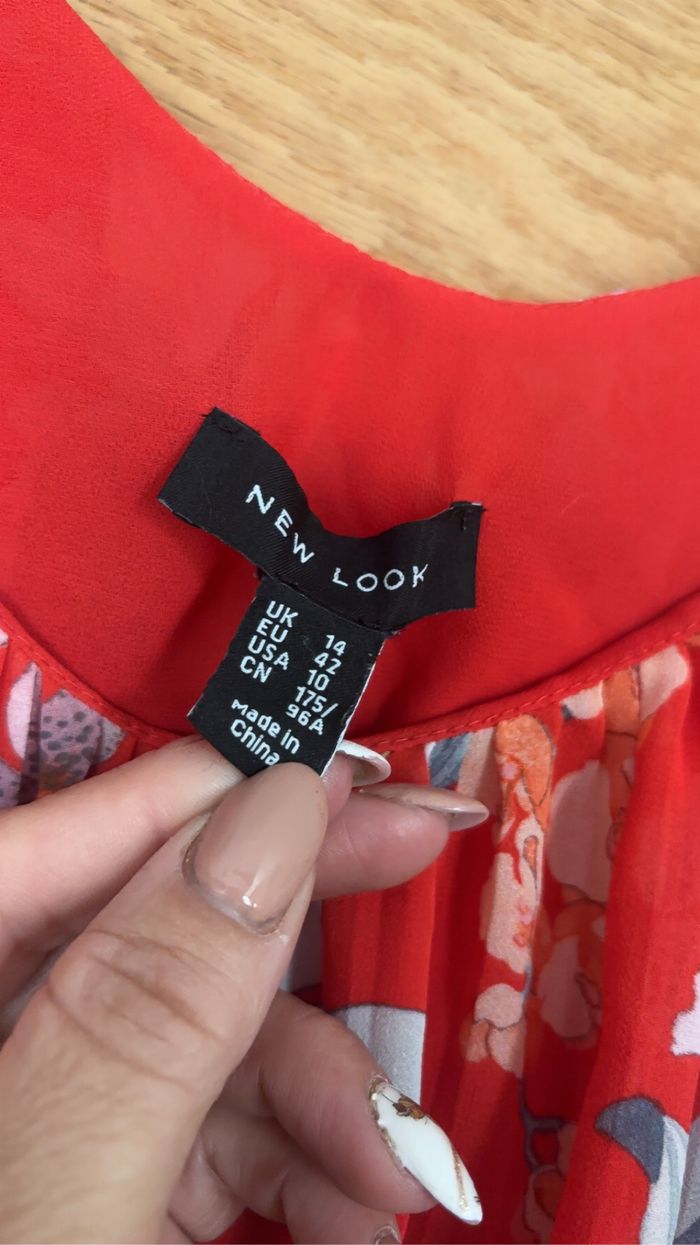 NEW LOOK
UK 14
EU 42
USA 10
CN 175/
96A
Made in
China